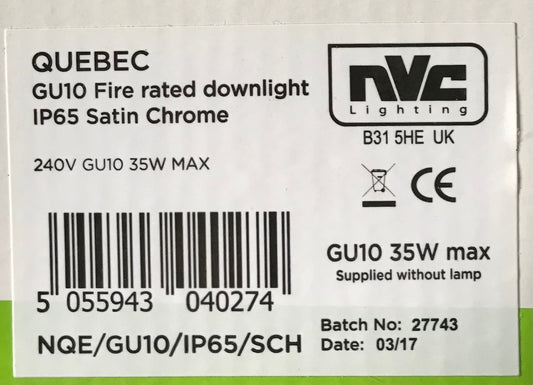 QUEBEC
GU10 Fire rated downlight
IP65 Satin Chrome
240V GU10 35W MAX
nvc
Lighting
B31 5HE UK
CE
GU10 35W max
Supplied without lamp
5 055943 040274
NQE/GU10/IP65/SCH
Batch No: 27743
Date: 03/17